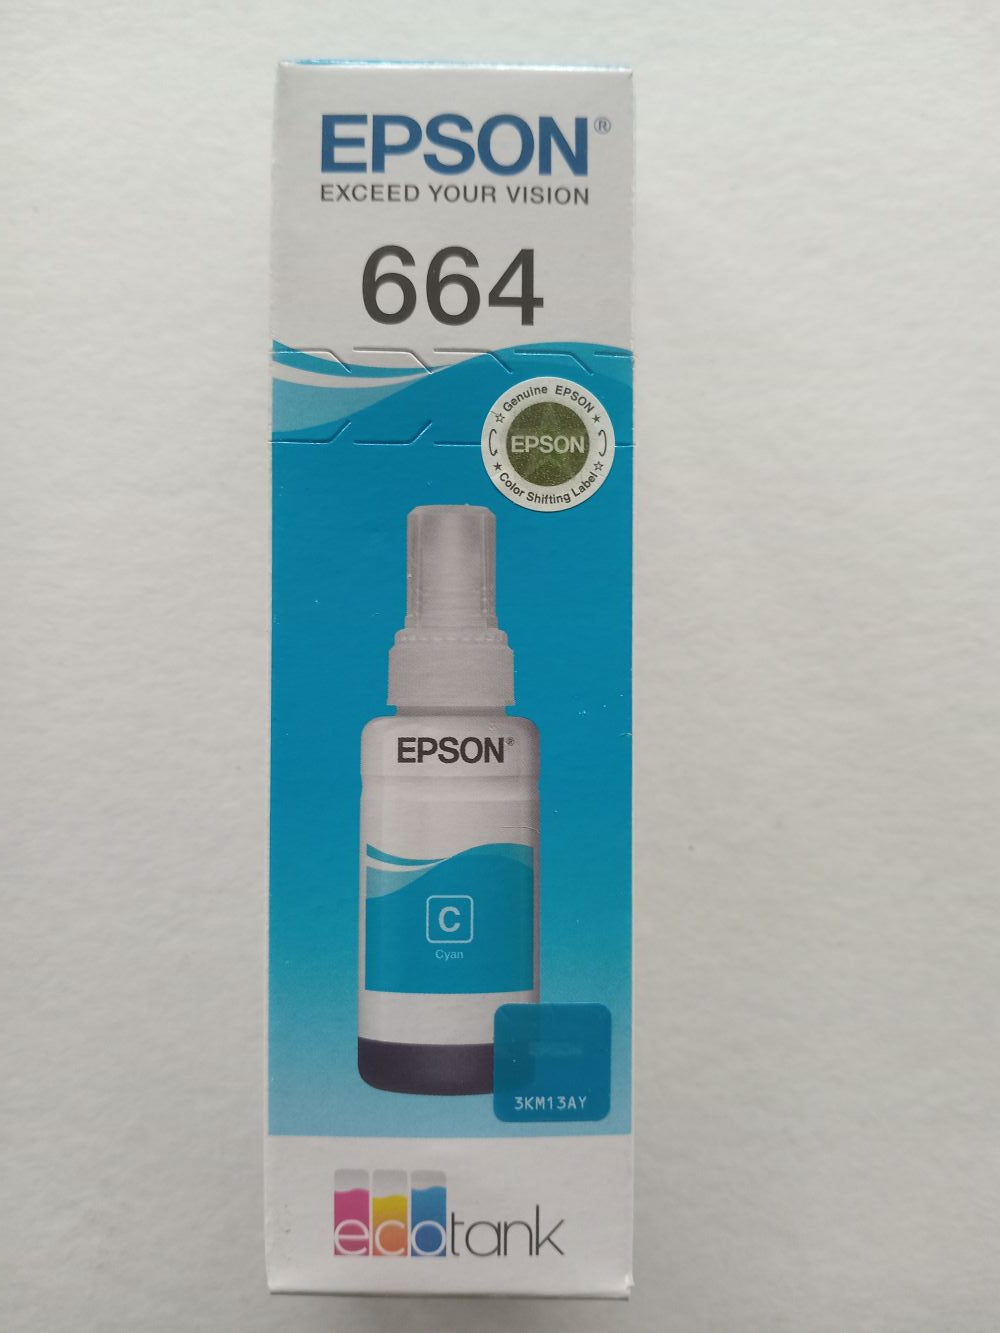 EPSON®
EXCEED YOUR VISION
664
Genuine EPSON
EPSON
Color Shifting Label
EPSON®
C
Cyan
3KM13AY
ecotank